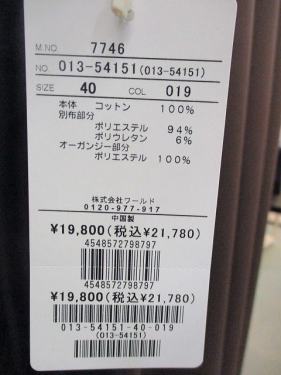 M.NO 7746
NO. 013-54151(013-54151)
SIZE 40 COL 019
本体 コットン 100%
別布部分
ポリエステル 94%
ポリウレタン 6%
オーガンジー部分
ポリエステル 100%
株式会社ワールド
0120-977-917
中国製
¥19,800(税込¥21,780)
4548572798797
4548572798797
¥19,800(税込¥21,780)
013-54151-40-019
(013-54151)